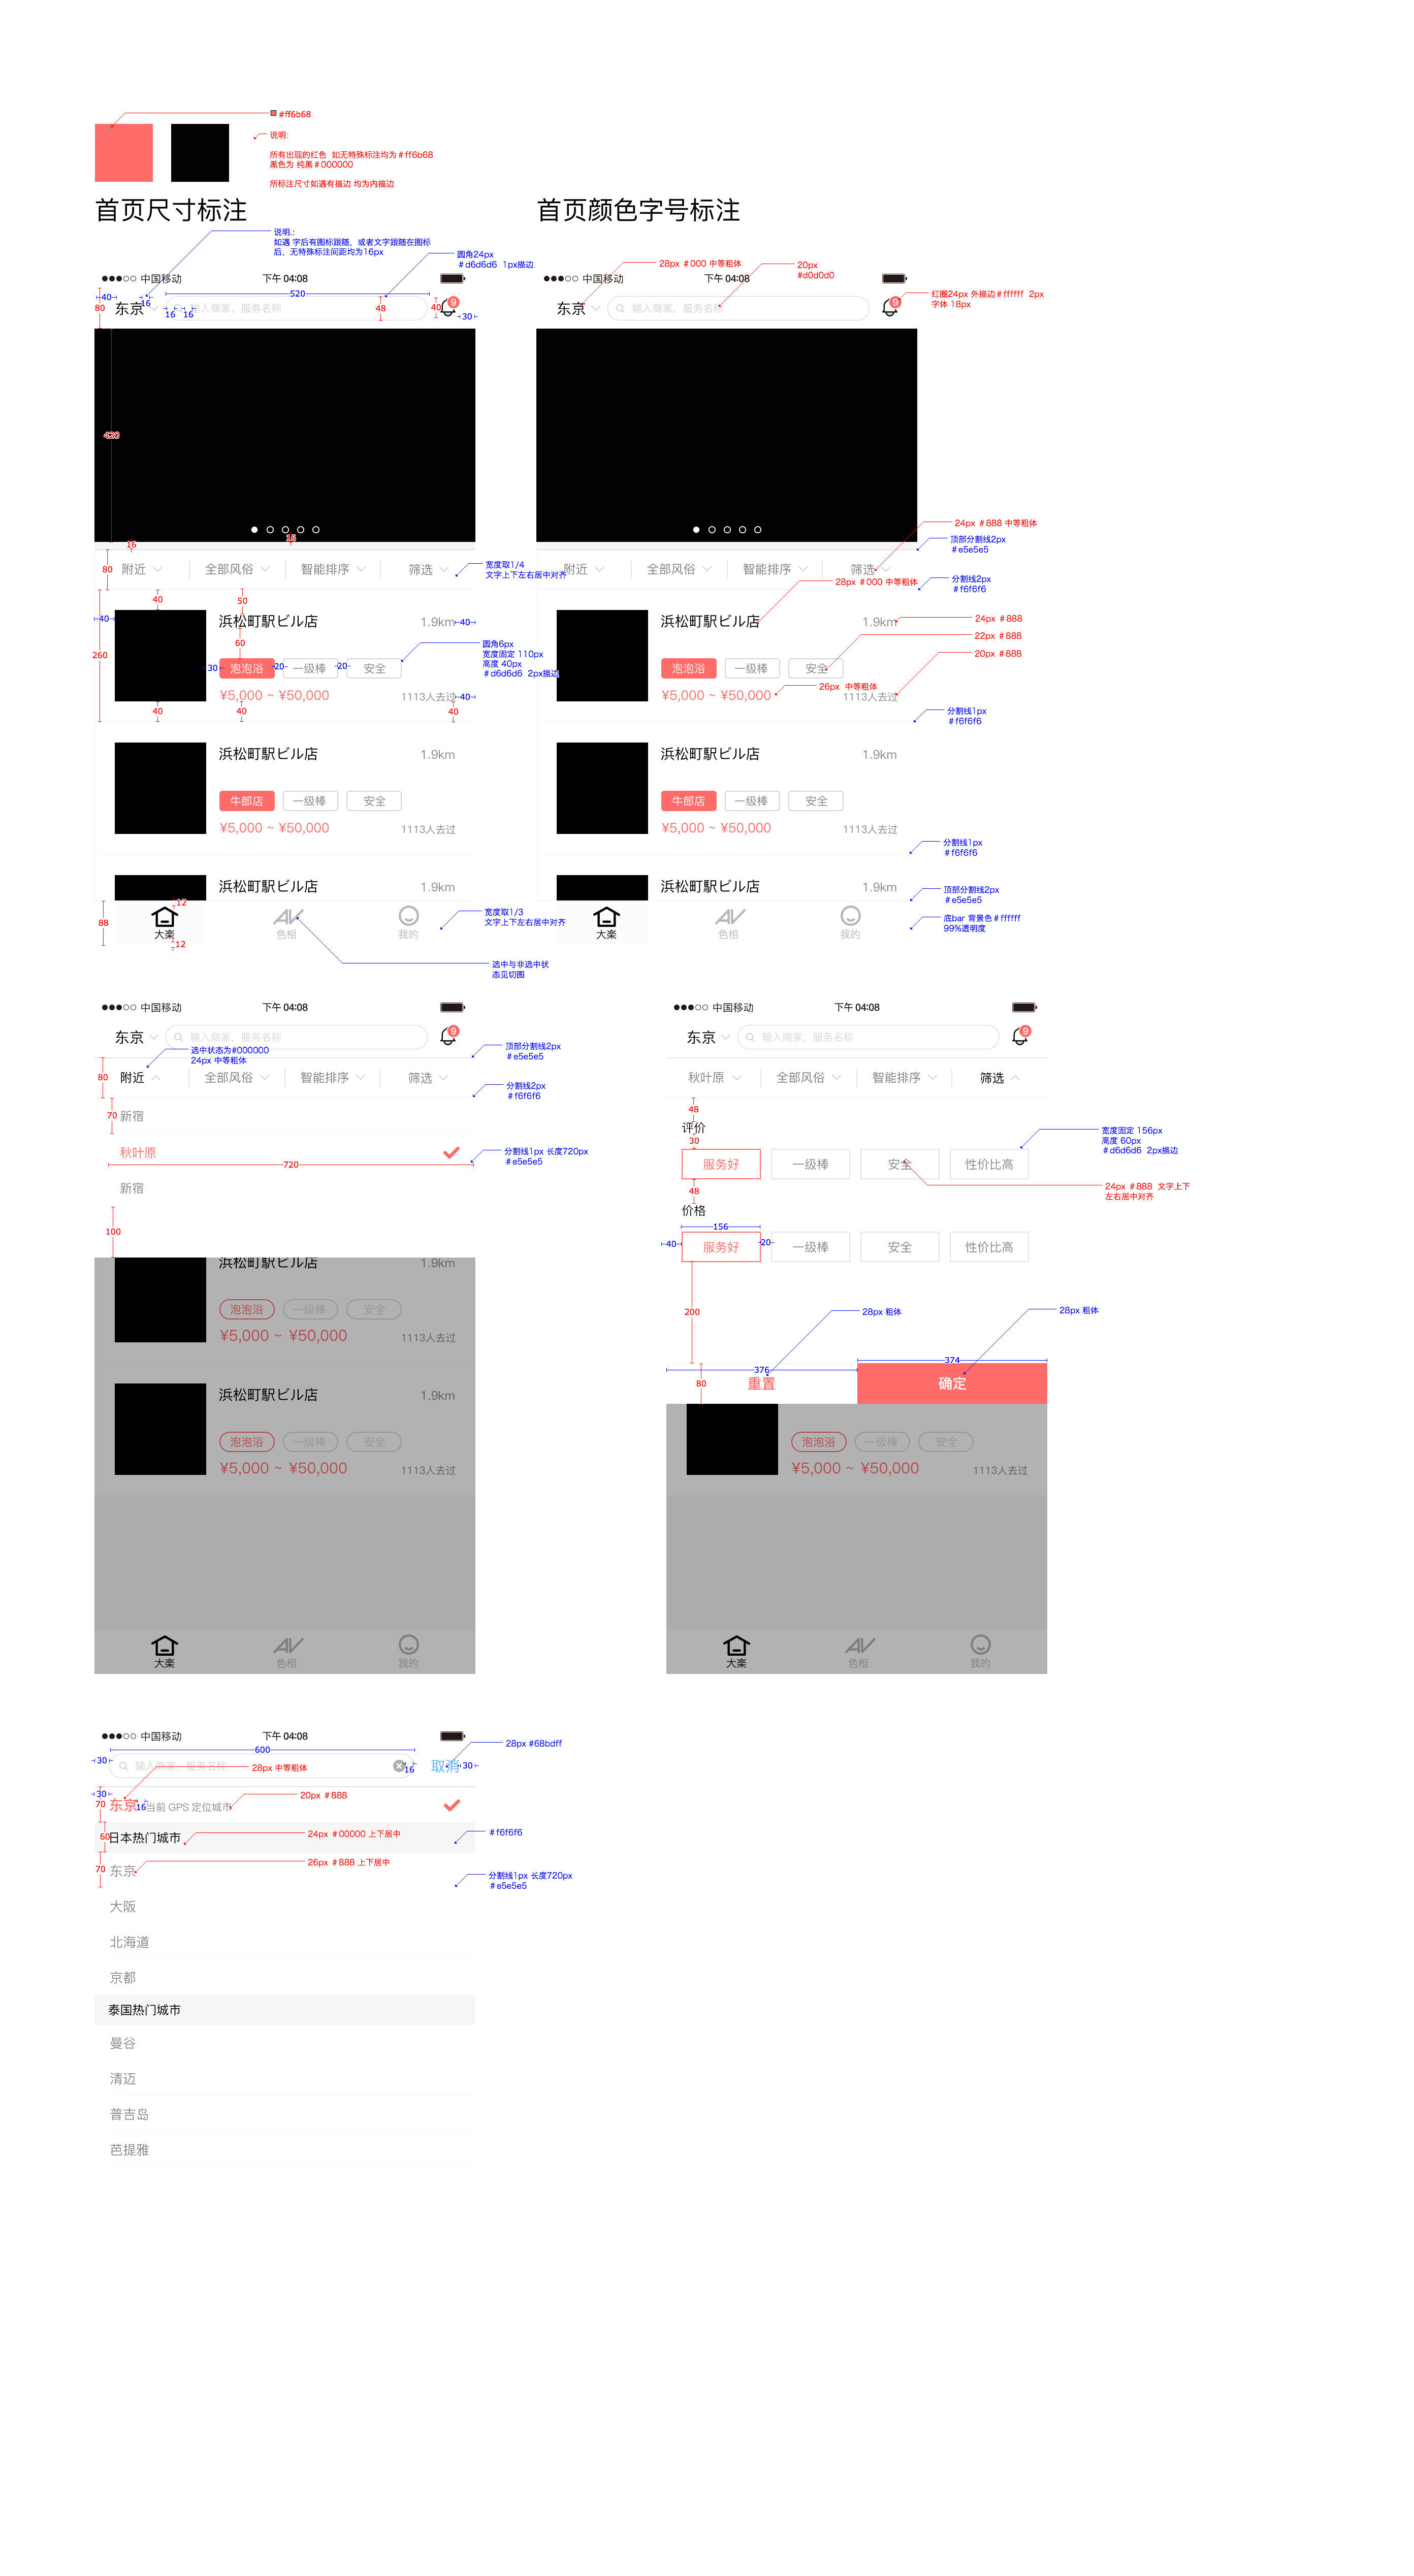 #ff6b68
说明:
所有出现的红色 如无特殊标注均为＃ff6b68
黑色为 纯黑＃000000
所标注尺寸如遇有描边 均为内描边
首页尺寸标注
首页颜色字号标注
说明.:
如遇 字后有图标跟随，或者文字跟随在图标
后，无特殊标注间距均为16px
圆角24px
＃d6d6d6 1px描边
中国移动
下午 04:08
40
80
东京
16
16
16
520
输入商家，服务名称
48
40
9
30
430
16
16
80
附近
全部风俗
智能排序
筛选
宽度取1/4
文字上下左右居中对齐
40
50
40
260
浜松町駅ビル店
1.9km
40
60
30
泡泡浴
20
一级棒
20
安全
圆角6px
宽度固定 110px
高度 40px
＃d6d6d6 2px描边
¥5,000 ~ ¥50,000
1113人去过
40
40
40
40
浜松町駅ビル店
1.9km
牛郎店
一级棒
安全
¥5,000 ~ ¥50,000
1113人去过
浜松町駅ビル店
1.9km
88
12
12
大楽
色相
我的
宽度取1/3
文字上下左右居中对齐
选中与非选中状
态见切图
28px ＃000 中等粗体
20px
#d0d0d0
中国移动
下午 04:08
东京
输入商家，服务名称
9
红圈24px 外描边＃ffffff 2px
字体 18px
24px ＃888 中等粗体
顶部分割线2px
＃e5e5e5
附近
全部风俗
智能排序
筛选
28px ＃000 中等粗体
分割线2px
＃f6f6f6
浜松町駅ビル店
1.9km
24px ＃888
22px ＃888
20px ＃888
泡泡浴
一级棒
安全
26px 中等粗体
¥5,000 ~ ¥50,000
1113人去过
分割线1px
＃f6f6f6
浜松町駅ビル店
1.9km
牛郎店
一级棒
安全
¥5,000 ~ ¥50,000
1113人去过
分割线1px
＃f6f6f6
浜松町駅ビル店
1.9km
顶部分割线2px
＃e5e5e5
大楽
色相
我的
底bar 背景色＃ffffff
99%透明度
中国移动
下午 04:08
东京
输入商家，服务名称
9
选中状态为#000000
24px 中等粗体
顶部分割线2px
＃e5e5e5
80
附近
全部风俗
智能排序
筛选
分割线2px
＃f6f6f6
70
新宿
秋叶原
分割线1px 长度720px
＃e5e5e5
720
新宿
100
浜松町駅ビル店
1.9km
泡泡浴
一级棒
安全
¥5,000 ~ ¥50,000
1113人去过
浜松町駅ビル店
1.9km
泡泡浴
一级棒
安全
¥5,000 ~ ¥50,000
1113人去过
大楽
色相
我的
中国移动
下午 04:08
东京
输入商家，服务名称
9
秋叶原
全部风俗
智能排序
筛选
48
评价
30
宽度固定 156px
高度 60px
＃d6d6d6 2px描边
服务好
一级棒
安全
性价比高
24px ＃888 文字上下
左右居中对齐
48
价格
156
40
服务好
20
一级棒
安全
性价比高
200
28px 粗体
28px 粗体
376
374
80
重置
确定
泡泡浴
一级棒
安全
¥5,000 ~ ¥50,000
1113人去过
大楽
色相
我的
中国移动
下午 04:08
600
28px #68bdff
30
输入商家，服务名称
16
取消
30
28px 中等粗体
30
70
东京
16
当前 GPS 定位城市
20px ＃888
60
日本热门城市
24px ＃00000 上下居中
＃f6f6f6
70
东京
26px ＃888 上下居中
分割线1px 长度720px
＃e5e5e5
大阪
北海道
京都
泰国热门城市
曼谷
清迈
普吉岛
芭提雅